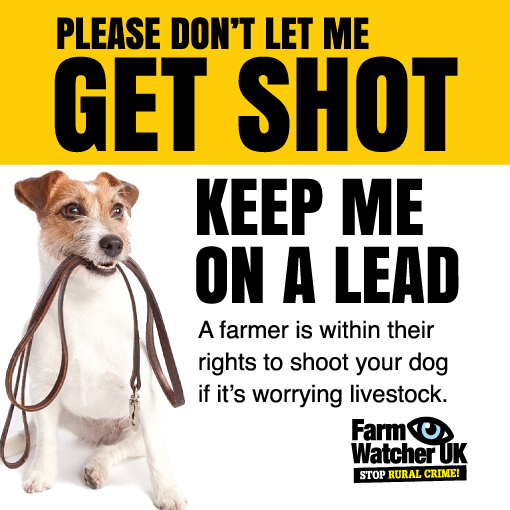 PLEASE DON'T LET ME
GET SHOT
KEEP ME
ON A LEAD
A farmer is within their
rights to shoot your dog
if it's worrying livestock.
Farm
Watcher UK
STOP RURAL CRIME!